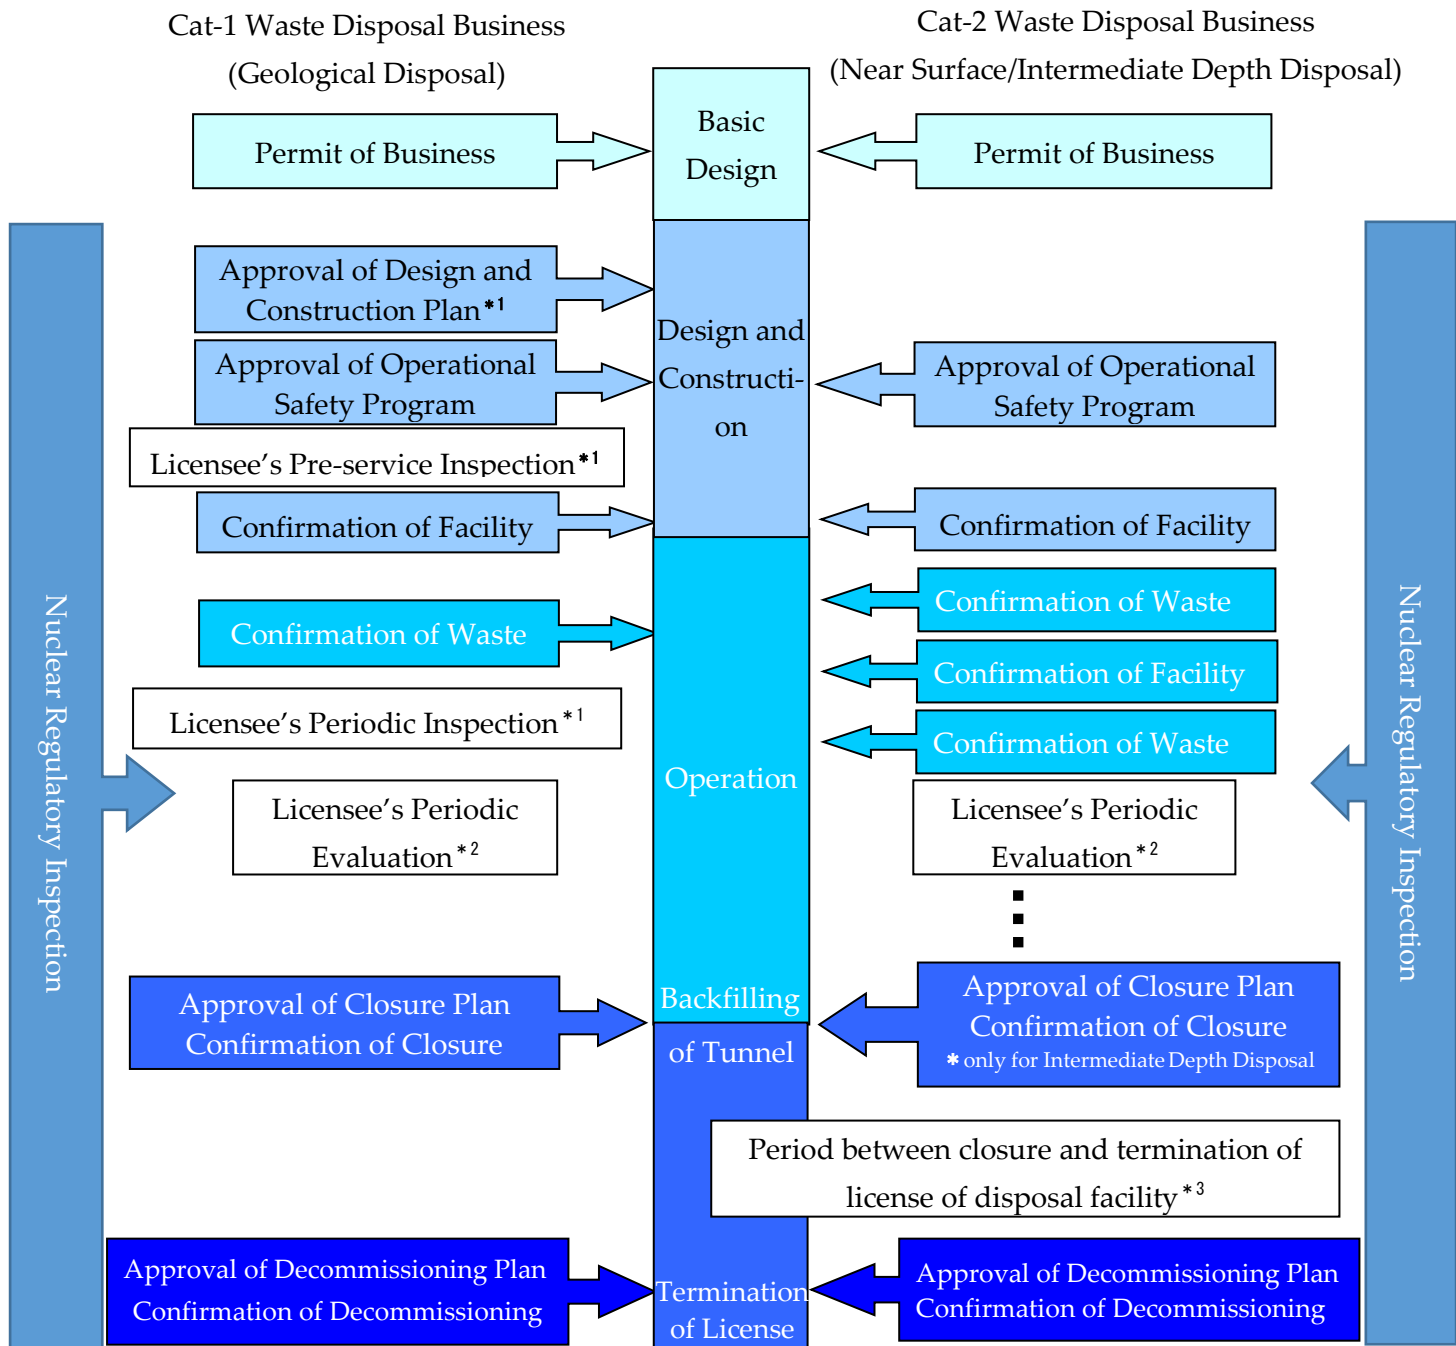 Cat-1 Waste Disposal Business
(Geological Disposal)
Cat-2 Waste Disposal Business
(Near Surface/Intermediate Depth Disposal)
Basic
Design
Permit of Business
Permit of Business
Nuclear Regulatory Inspection
Approval of Design and
Construction Plan*1
Approval of Operational
Safety Program
Licensee's Pre-service Inspection*1
Confirmation of Facility
Design and
Constructi-
on
Approval of Operational
Safety Program
Confirmation of Facility
Confirmation of Waste
Licensee's Periodic Inspection*1
Licensee's Periodic
Evaluation*2
Operation
Confirmation of Waste
Confirmation of Facility
Confirmation of Waste
Licensee's Periodic
Evaluation*2
Nuclear Regulatory Inspection
Approval of Closure Plan
Confirmation of Closure
Backfilling
of Tunnel
Approval of Closure Plan
Confirmation of Closure
* only for Intermediate Depth Disposal
Period between closure and termination of
license of disposal facility*3
Approval of Decommissioning Plan
Confirmation of Decommissioning
Termination
of License
Approval of Decommissioning Plan
Confirmation of Decommissioning